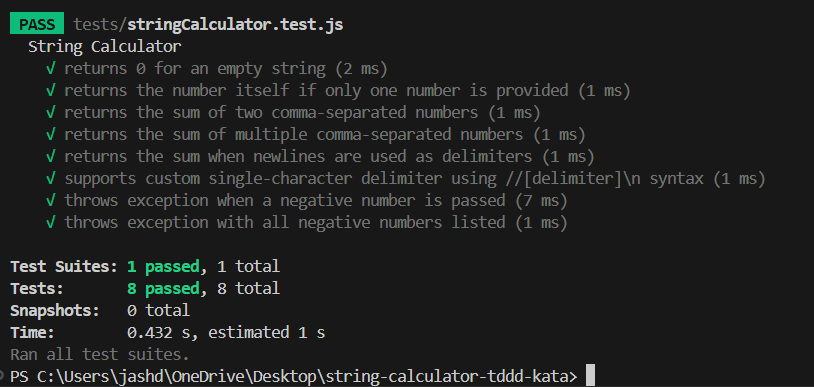 PASS tests/stringCalculator.test.js
String Calculator
√ returns 0 for an empty string (2 ms)
√ returns the number itself if only one number is provided (1 ms)
√ returns the sum of two comma-separated numbers (1 ms)
√ returns the sum of multiple comma-separated numbers (1 ms)
√ returns the sum when newlines are used as delimiters (1 ms)
√ supports custom single-character delimiter using //[delimiter]\n syntax (1 ms)
√ throws exception when a negative number is passed (7 ms)
√ throws exception with all negative numbers listed (1 ms)
Test Suites: 1 passed, 1 total
Tests: 8 passed, 8 total
Snapshots: 0 total
Time: 0.432 s, estimated 1 s
Ran all test suites.
PS C:\Users\jashd\OneDrive\Desktop\string-calculator-tddd-kata>